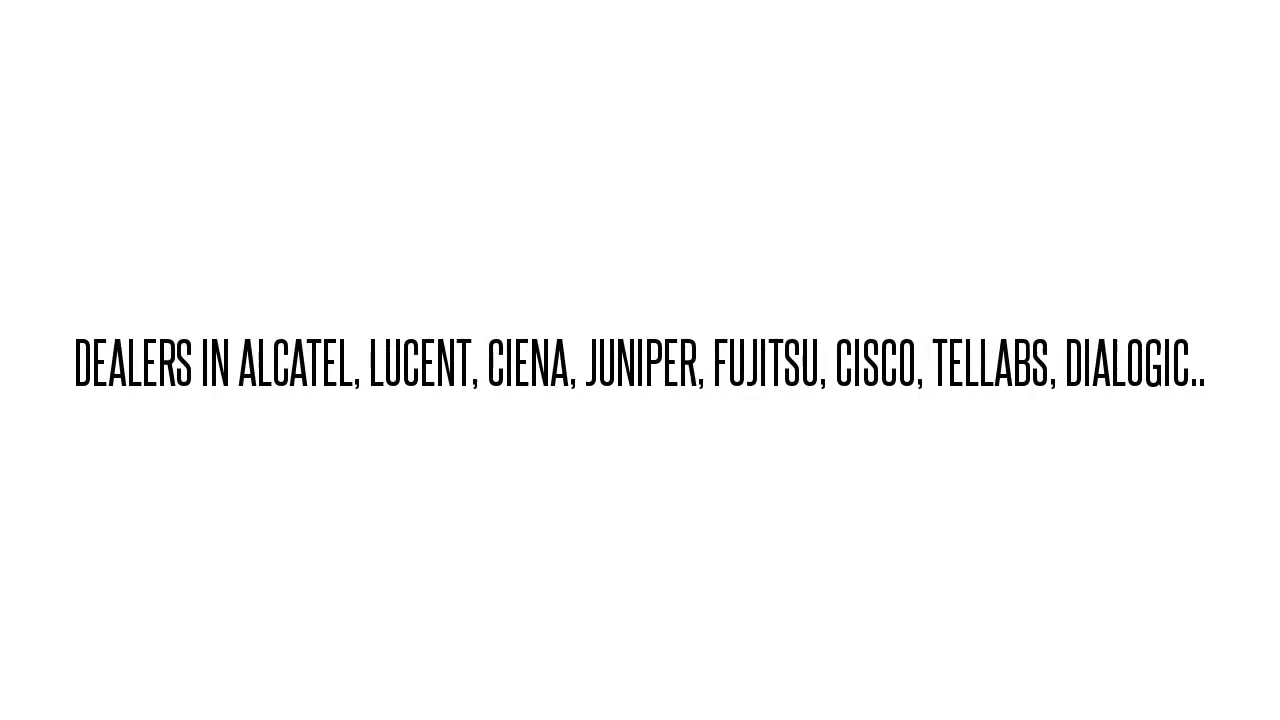 DEALERS IN ALCATEL, LUCENT, CIENA, JUNIPER, FUJITSU, CISCO, TELLABS, DIALOGIC..